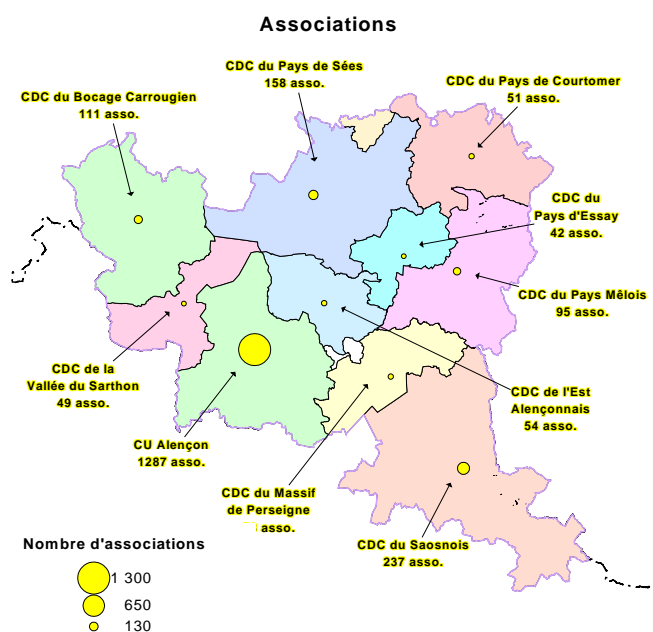 Associations
CDC du Pays de Sées
158 asso.
CDC du Pays de Courtomer
51 asso.
CDC du Bocage Carrougien
111 asso.
CDC du
Pays d'Essay
42 asso.
CDC du Pays Mêlois
95 asso.
CDC de la
Vallée du Sarthon
49 asso.
CDC de l'Est
Alençonnais
54 asso.
CU Alençon
1287 asso.
CDC du Massif
de Perseigne
asso.
CDC du Saosnois
237 asso.
Nombre d'associations
1 300
650
130